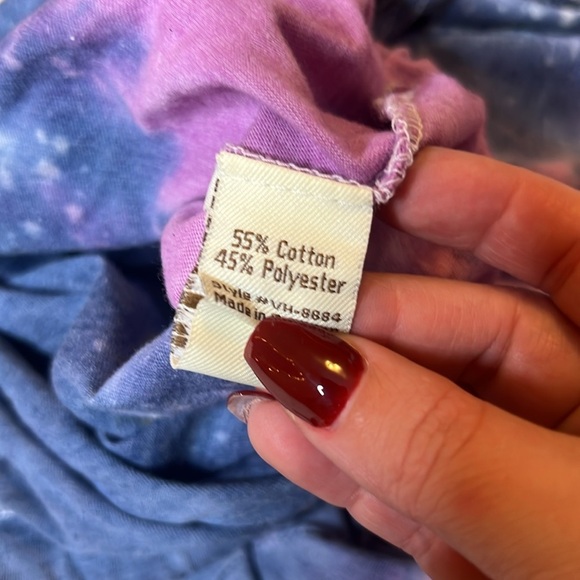 55% Cotton
45% Polyester
Style #VH-8884
Made in